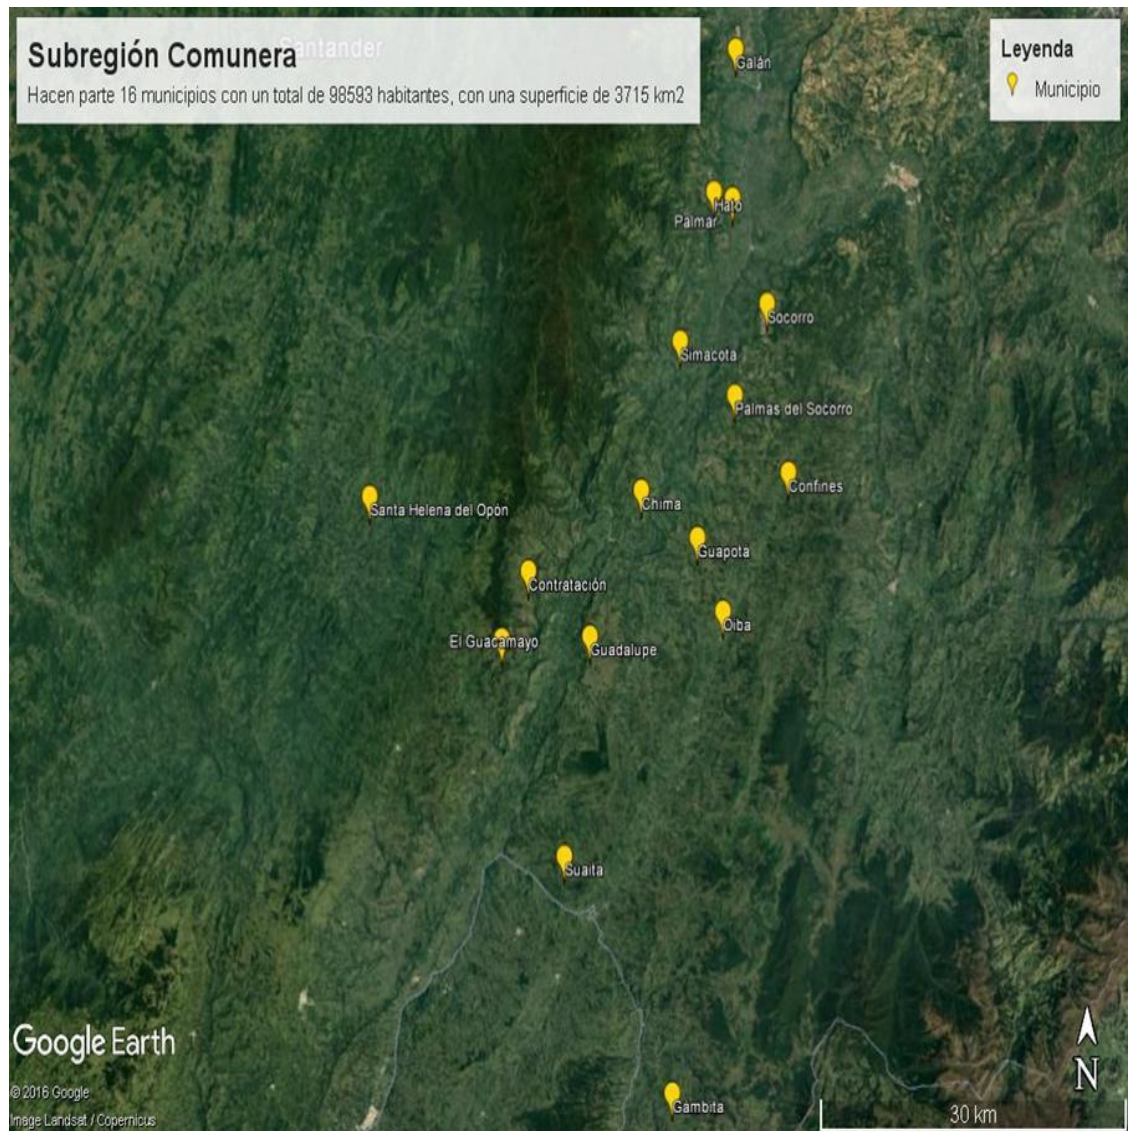 Santander
Subregión Comunera
Hacen parte 16 municipios con un total de 98593 habitantes, con una superficie de 3715 km2
Leyenda
Municipio
Galán
Hato
Palmar
Socorro
Simacota
Palmas del Socorro
Confines
Santa Helena del Opón
Chima
Guapota
Contratación
Oiba
El Guacamayo
Guadalupe
Suaita
Google Earth
N
© 2016 Google
Gambita
30 km
Image Landsat / Copernicus